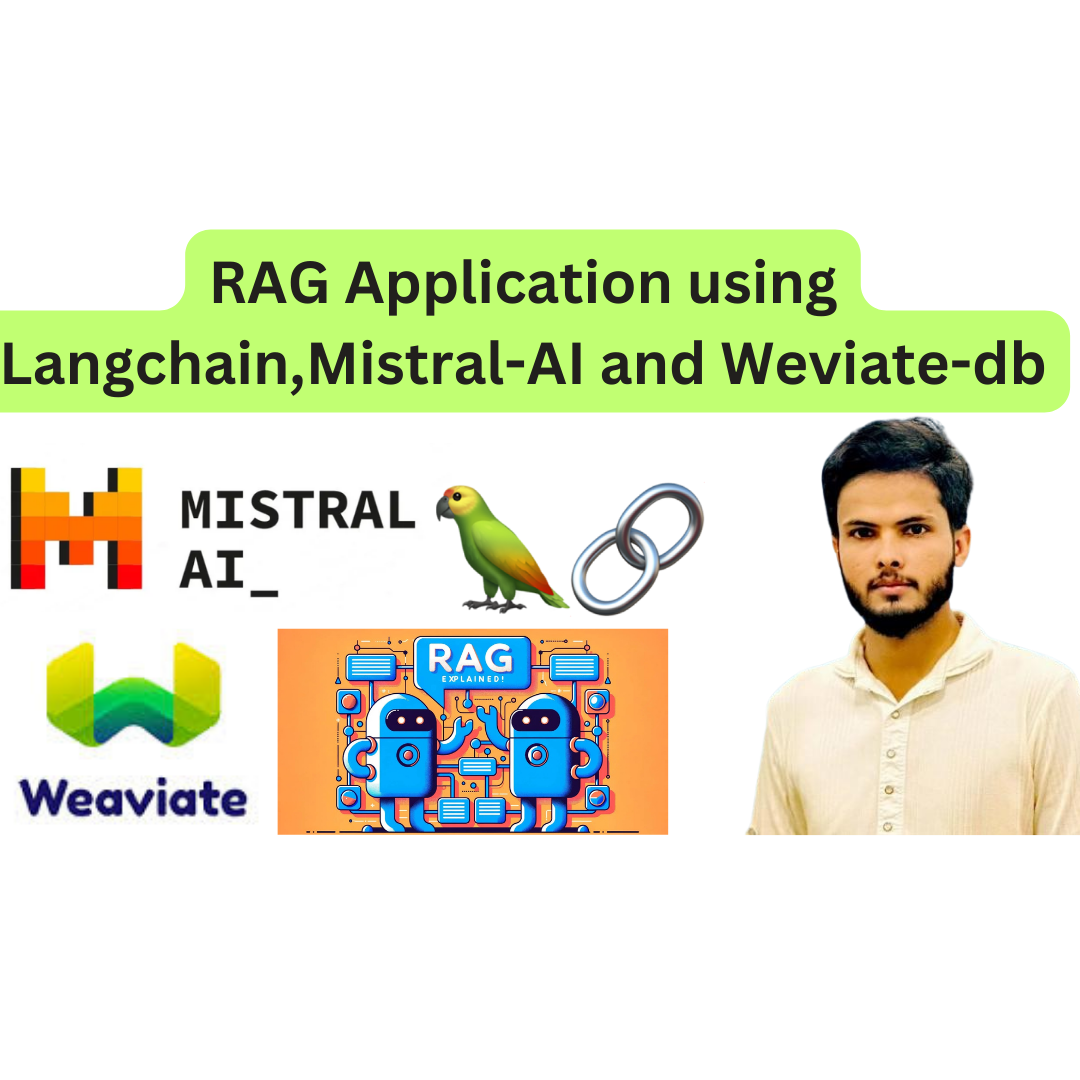 RAG Application using
Langchain,Mistral-AI and Weviate-db
MISTRAL
AI_
RAG
EXPLAINED!
Weaviate